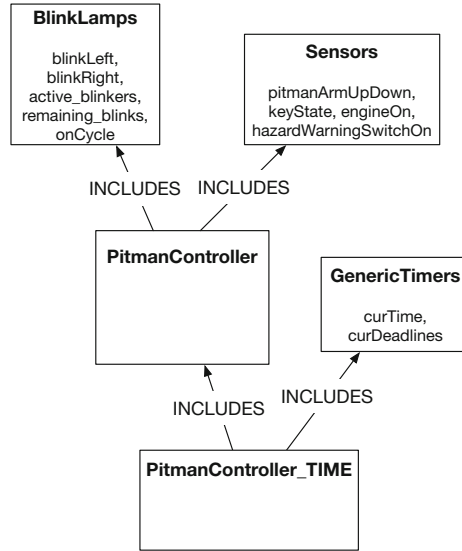 BlinkLamps
blinkLeft,
blinkRight,
active_blinkers,
remaining_blinks,
onCycle
Sensors
pitmanArmUpDown,
keyState, engineOn,
hazardWarningSwitchOn
INCLUDES
INCLUDES
PitmanController
GenericTimers
curTime,
curDeadlines
INCLUDES
INCLUDES
PitmanController_TIME